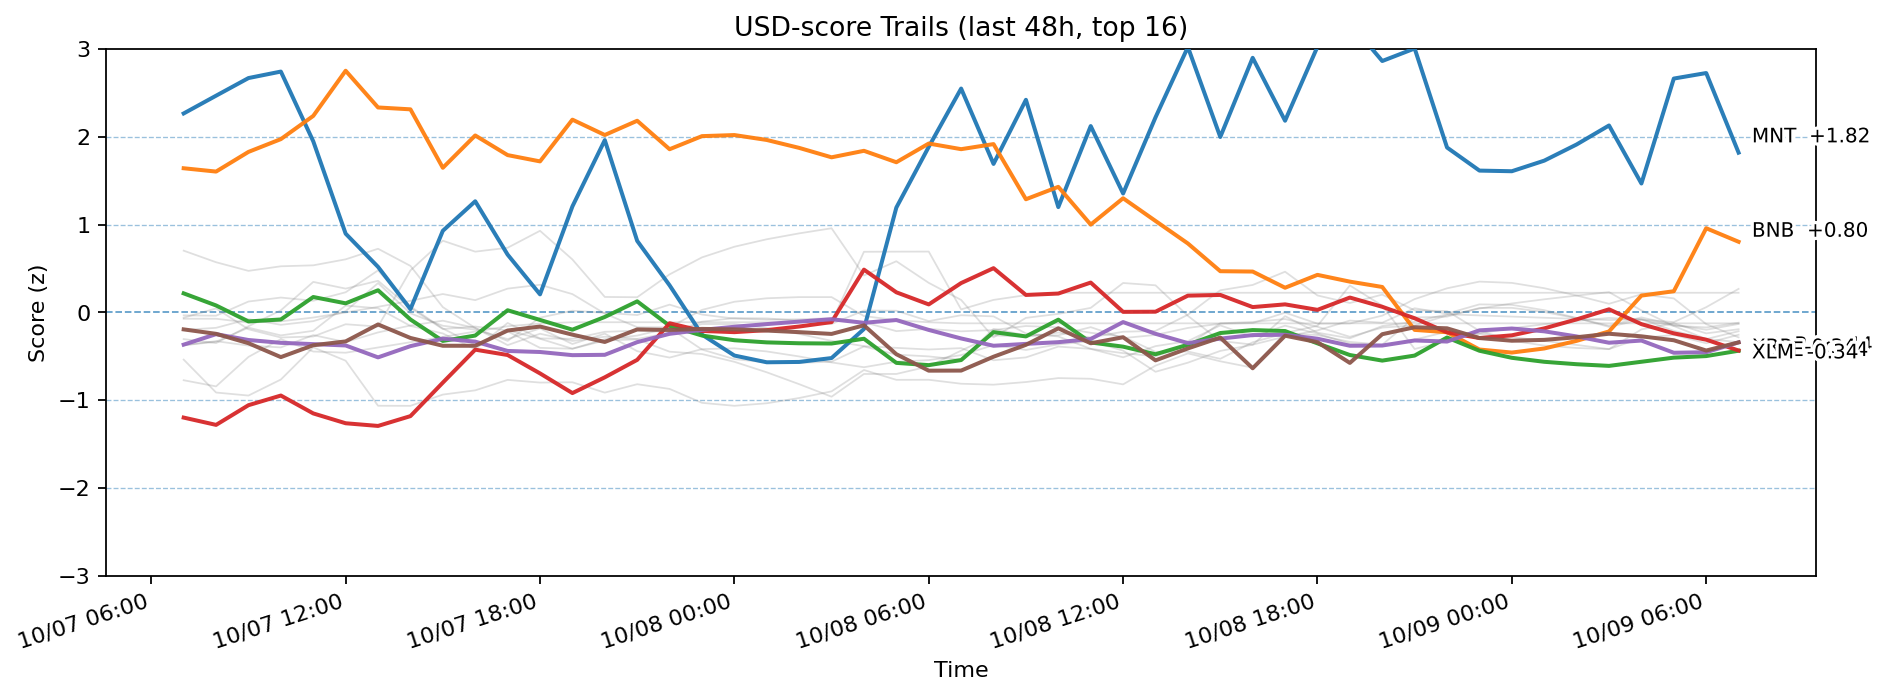 USD-score Trails (last 48h, top 16)
3
2
1
0
−1
−2
−3
Score (z)
MNT +1.82
BNB +0.80
XLM -0.34
10/07 06:00
10/07 12:00
10/07 18:00
10/08 00:00
10/08 06:00
10/08 12:00
10/08 18:00
10/09 00:00
10/09 06:00
Time